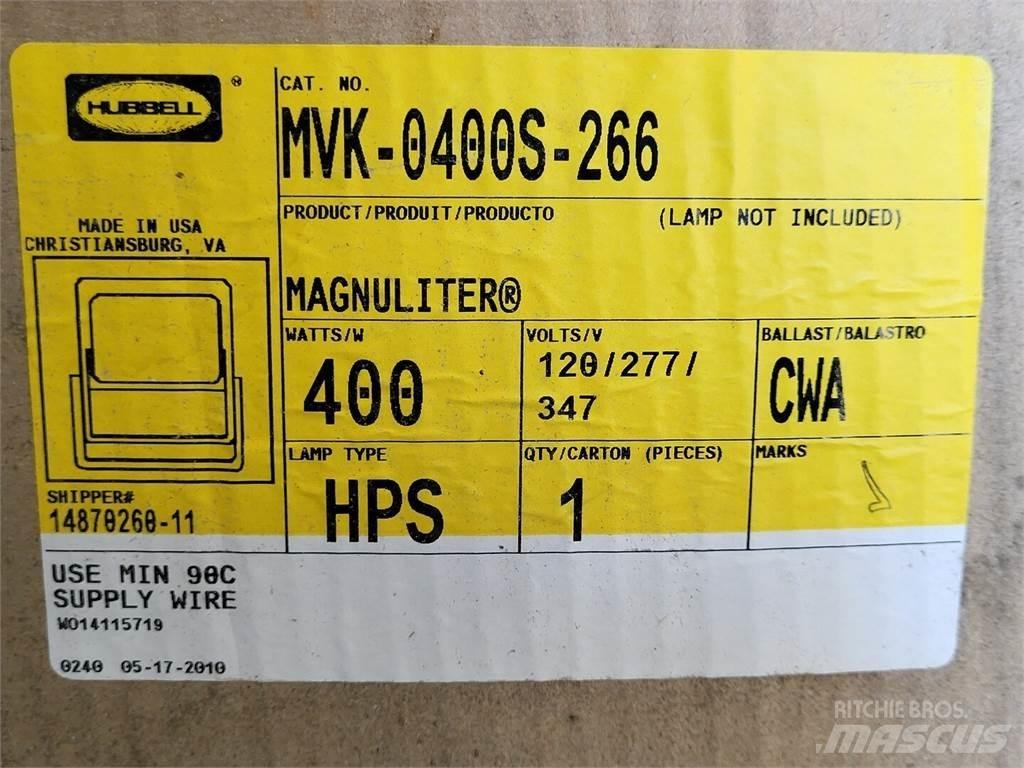 HUBBELL ®
CAT. NO.
MVK-0400S-266
MADE IN USA
CHRISTIANSBURG, VA
PRODUCT/PRODUIT/PRODUCTO (LAMP NOT INCLUDED)
MAGNULITER®
WATTS/W
400
VOLTS/V
120/277/
347
BALLAST/BALASTRO
CWA
LAMP TYPE
HPS
QTY/CARTON (PIECES)
1
MARKS
SHIPPER#
14870260-11
USE MIN 90C
SUPPLY WIRE
WO14115719
0240 05-17-2010
RITCHIE BROS.
MASCUS